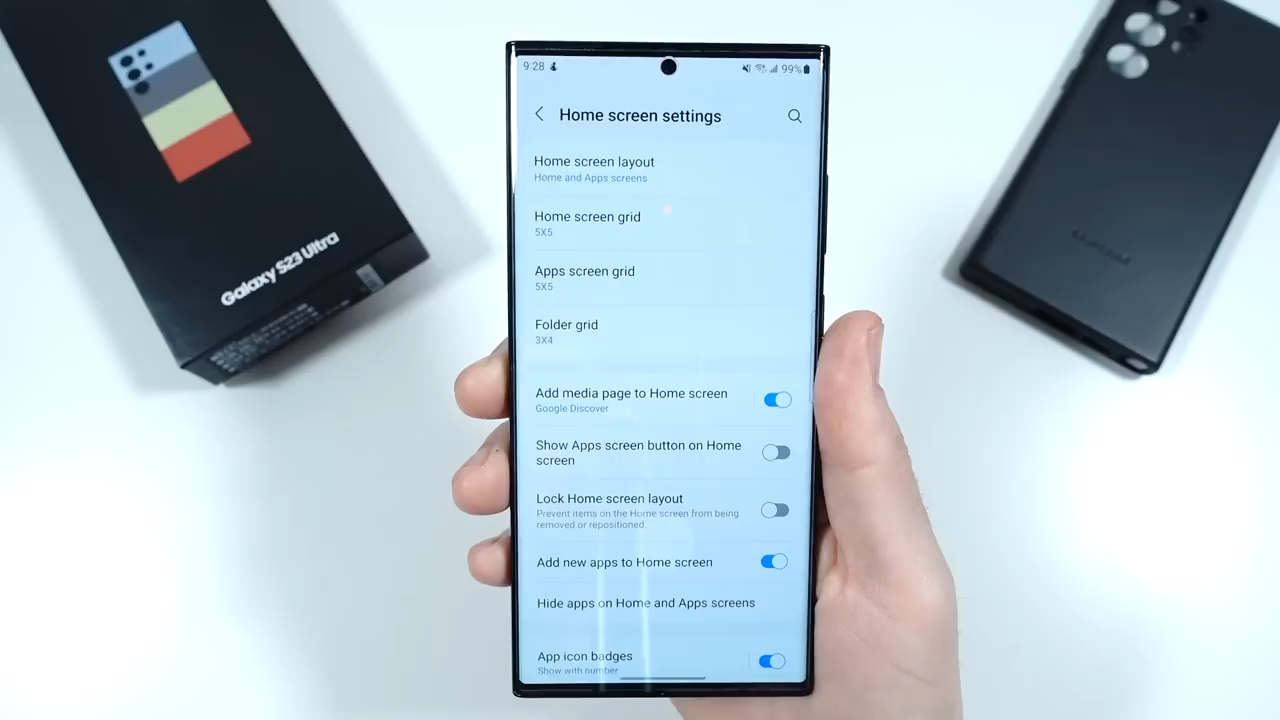 9:28
99%
Home screen settings
Home screen layout
Home and Apps screens
Home screen grid
5X5
Apps screen grid
5X5
Folder grid
3X4
Add media page to Home screen
Google Discover
Show Apps screen button on Home
screen
Lock Home screen layout
Prevent items on the Home screen from being
removed or repositioned.
Add new apps to Home screen
Hide apps on Home and Apps screens
App icon badges
Show with number
Galaxy S23 Ultra
SAMSUNG